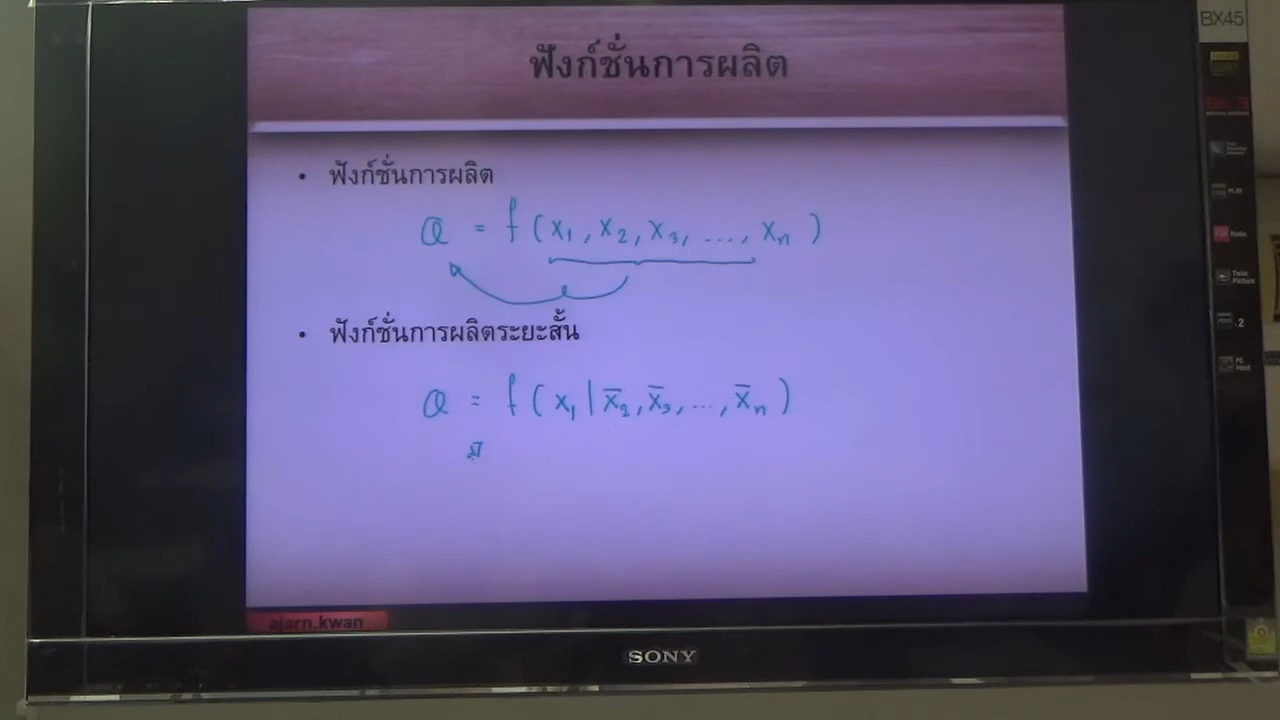 ฟังก์ชั่นการผลิต
BX45
• ฟังก์ชั่นการผลิต
Q = f ( x1 , x2 , x3 , ... , xn )
• ฟังก์ชั่นการผลิตระยะสั้น
Q = f ( x1 | x̄2 , x̄3 , ... , x̄n )
ajarn.kwan
SONY